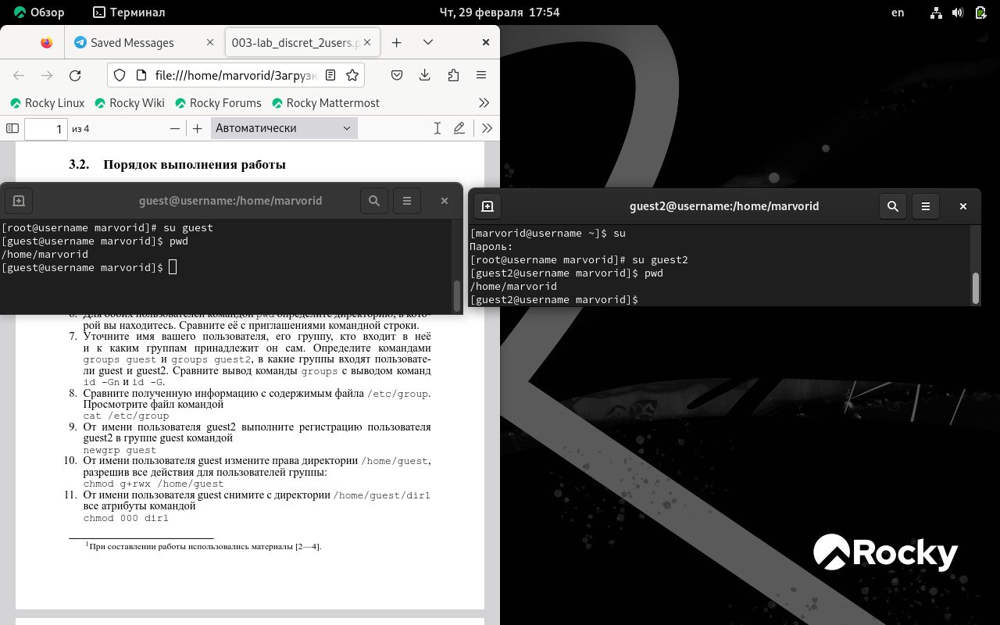 Обзор
Терминал
Чт, 29 февраля 17:54
en
Saved Messages
003-lab_discret_2users.p
file:///home/marvorid/Загрузк
Rocky Linux
Rocky Wiki
Rocky Forums
Rocky Mattermost
1
из 4
Автоматически
3.2. Порядок выполнения работы
guest@username:/home/marvorid
[root@username marvorid]# su guest
[guest@username marvorid]$ pwd
/home/marvorid
[guest@username marvorid]$
guest2@username:/home/marvorid
[marvorid@username ~]$ su
Пароль:
[root@username marvorid]# su guest2
[guest2@username marvorid]$ pwd
/home/marvorid
[guest2@username marvorid]$
6. Для обоих пользователей командой pwd определите директорию, в кото-
рой вы находитесь. Сравните её с приглашениями командной строки.
7. Уточните имя вашего пользователя, его группу, кто входит в неё
и к каким группам принадлежит он сам. Определите командами
groups guest и groups guest2, в какие группы входят пользовате-
ли guest и guest2. Сравните вывод команды groups с выводом команд
id -Gn и id -G.
8. Сравните полученную информацию с содержимым файла /etc/group.
Просмотрите файл командой
cat /etc/group
9. От имени пользователя guest2 выполните регистрацию пользователя
guest2 в группе guest командой
newgrp guest
10. От имени пользователя guest измените права директории /home/guest,
разрешив все действия для пользователей группы:
chmod g+rwx /home/guest
11. От имени пользователя guest снимите с директории /home/guest/dir1
все атрибуты командой
chmod 000 dir1
1 При составлении работы использовались материалы [2—4].
Rocky